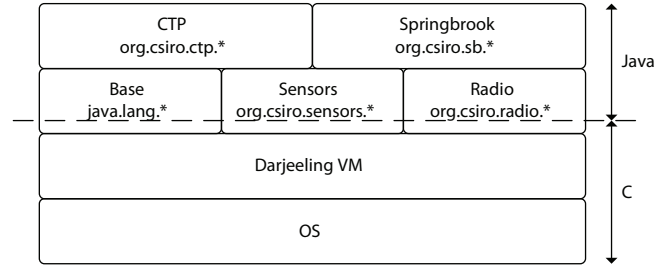 CTP
org.csiro.ctp.*
Springbrook
org.csiro.sb.*
Java
Base
java.lang.*
Sensors
org.csiro.sensors.*
Radio
org.csiro.radio.*
Darjeeling VM
C
OS